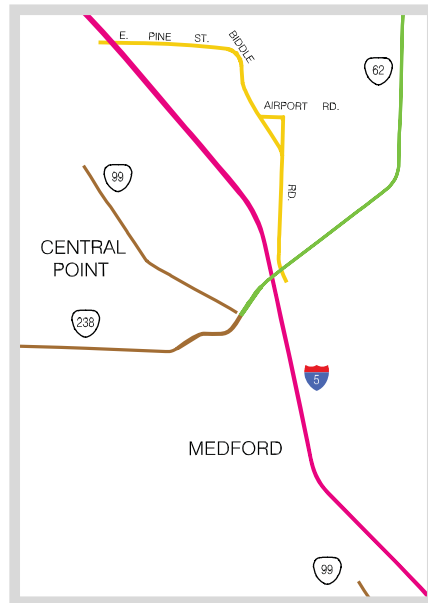 E. PINE ST.
BIDDLE
62
AIRPORT RD.
99
RD.
CENTRAL
POINT
238
5
MEDFORD
99